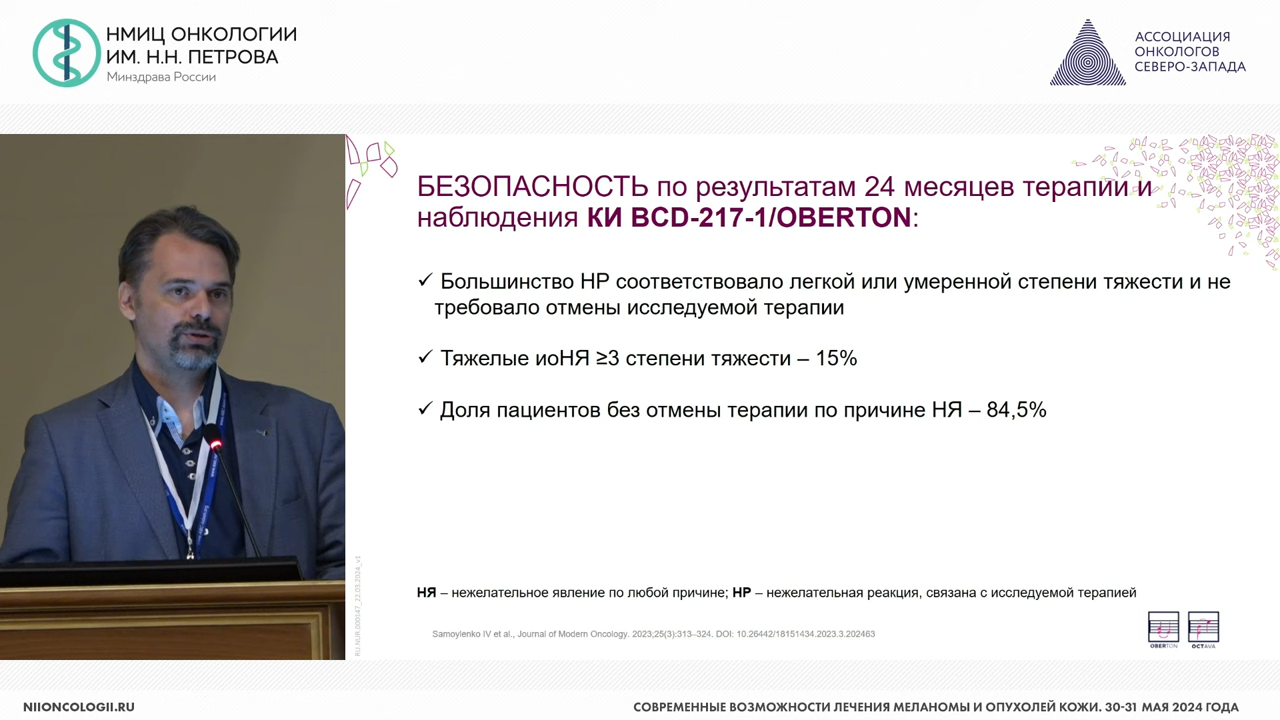 НМИЦ ОНКОЛОГИИ
ИМ. Н.Н. ПЕТРОВА
Минздрава России
АССОЦИАЦИЯ
ОНКОЛОГОВ
СЕВЕРО-ЗАПАДА
БЕЗОПАСНОСТЬ по результатам 24 месяцев терапии и
наблюдения КИ BCD-217-1/OBERTON:
✓ Большинство НР соответствовало легкой или умеренной степени тяжести и не
требовало отмены исследуемой терапии
✓ Тяжелые иоНЯ ≥3 степени тяжести – 15%
✓ Доля пациентов без отмены терапии по причине НЯ – 84,5%
НЯ – нежелательное явление по любой причине; НР – нежелательная реакция, связана с исследуемой терапией
Samoylenko IV et al., Journal of Modern Oncology. 2023;25(3):313–324. DOI: 10.26442/18151434.2023.3.202463
OBERTON
OCTAVA
NIIONCOLOGII.RU
СОВРЕМЕННЫЕ ВОЗМОЖНОСТИ ЛЕЧЕНИЯ МЕЛАНОМЫ И ОПУХОЛЕЙ КОЖИ. 30-31 МАЯ 2024 ГОДА